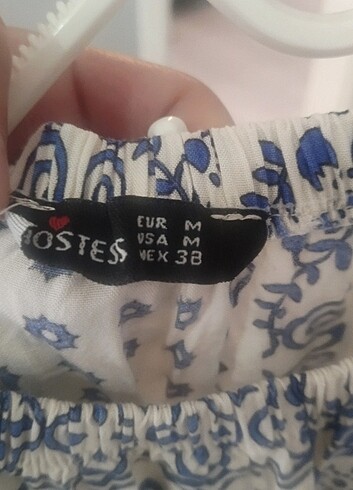 HOSTESS
EUR M
USA M
MEX 38